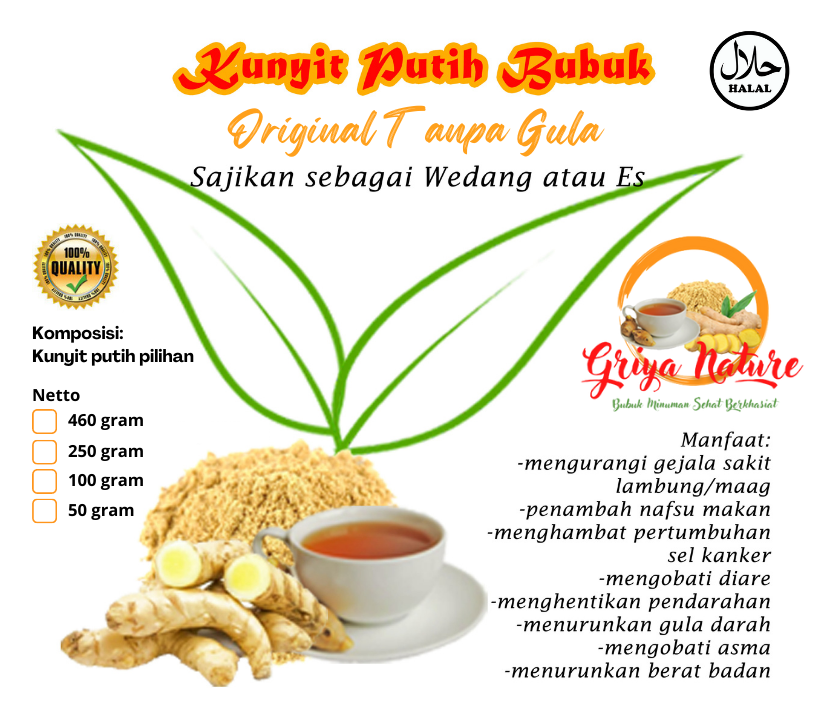 Kunyit Putih Bubuk
حلال
HALAL
Original Tanpa Gula
Sajikan sebagai Wedang atau Es
100%
QUALITY
Komposisi:
Kunyit putih pilihan
Netto
460 gram
250 gram
100 gram
50 gram
Griya Nature
Bubuk Minuman Sehat Berkhasiat
Manfaat:
-mengurangi gejala sakit
lambung/maag
-penambah nafsu makan
-menghambat pertumbuhan
sel kanker
-mengobati diare
-menghentikan pendarahan
-menurunkan gula darah
-mengobati asma
-menurunkan berat badan